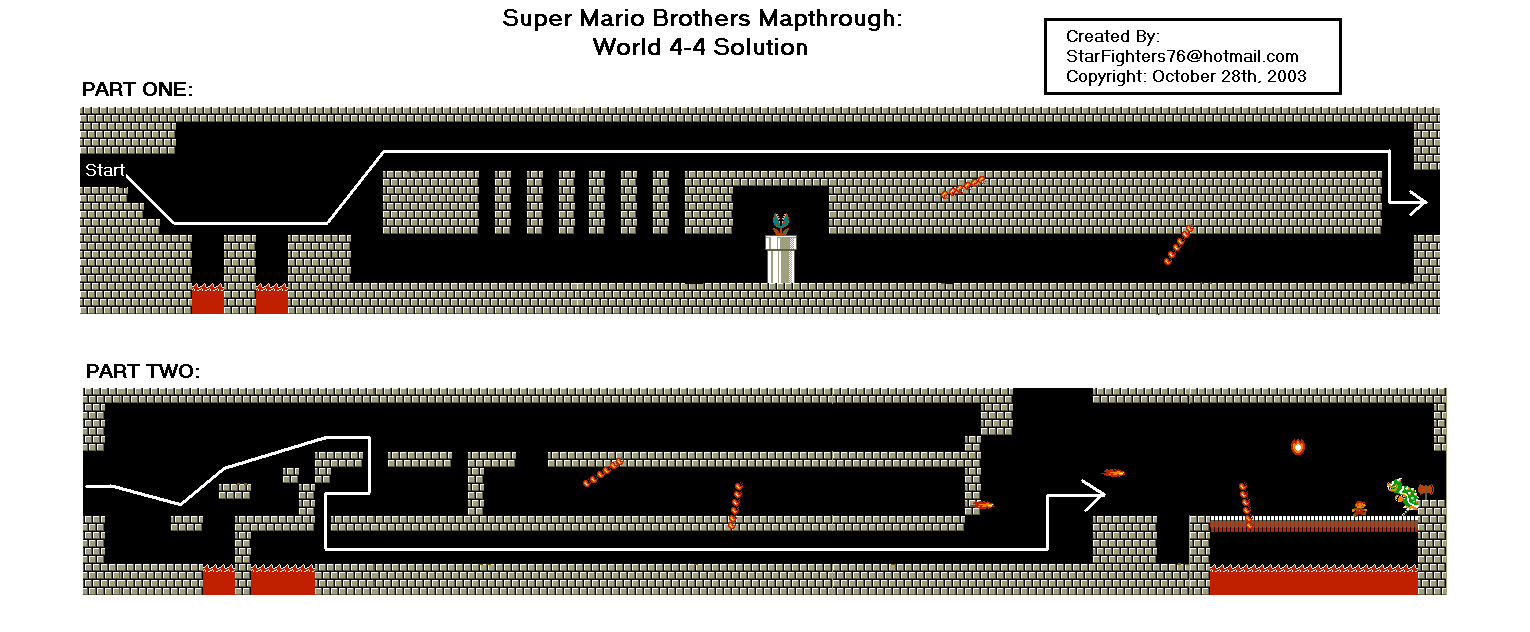 Super Mario Brothers Mapthrough:
World 4-4 Solution
Created By:
StarFighters76@hotmail.com
Copyright: October 28th, 2003
PART ONE:
Start
PART TWO: